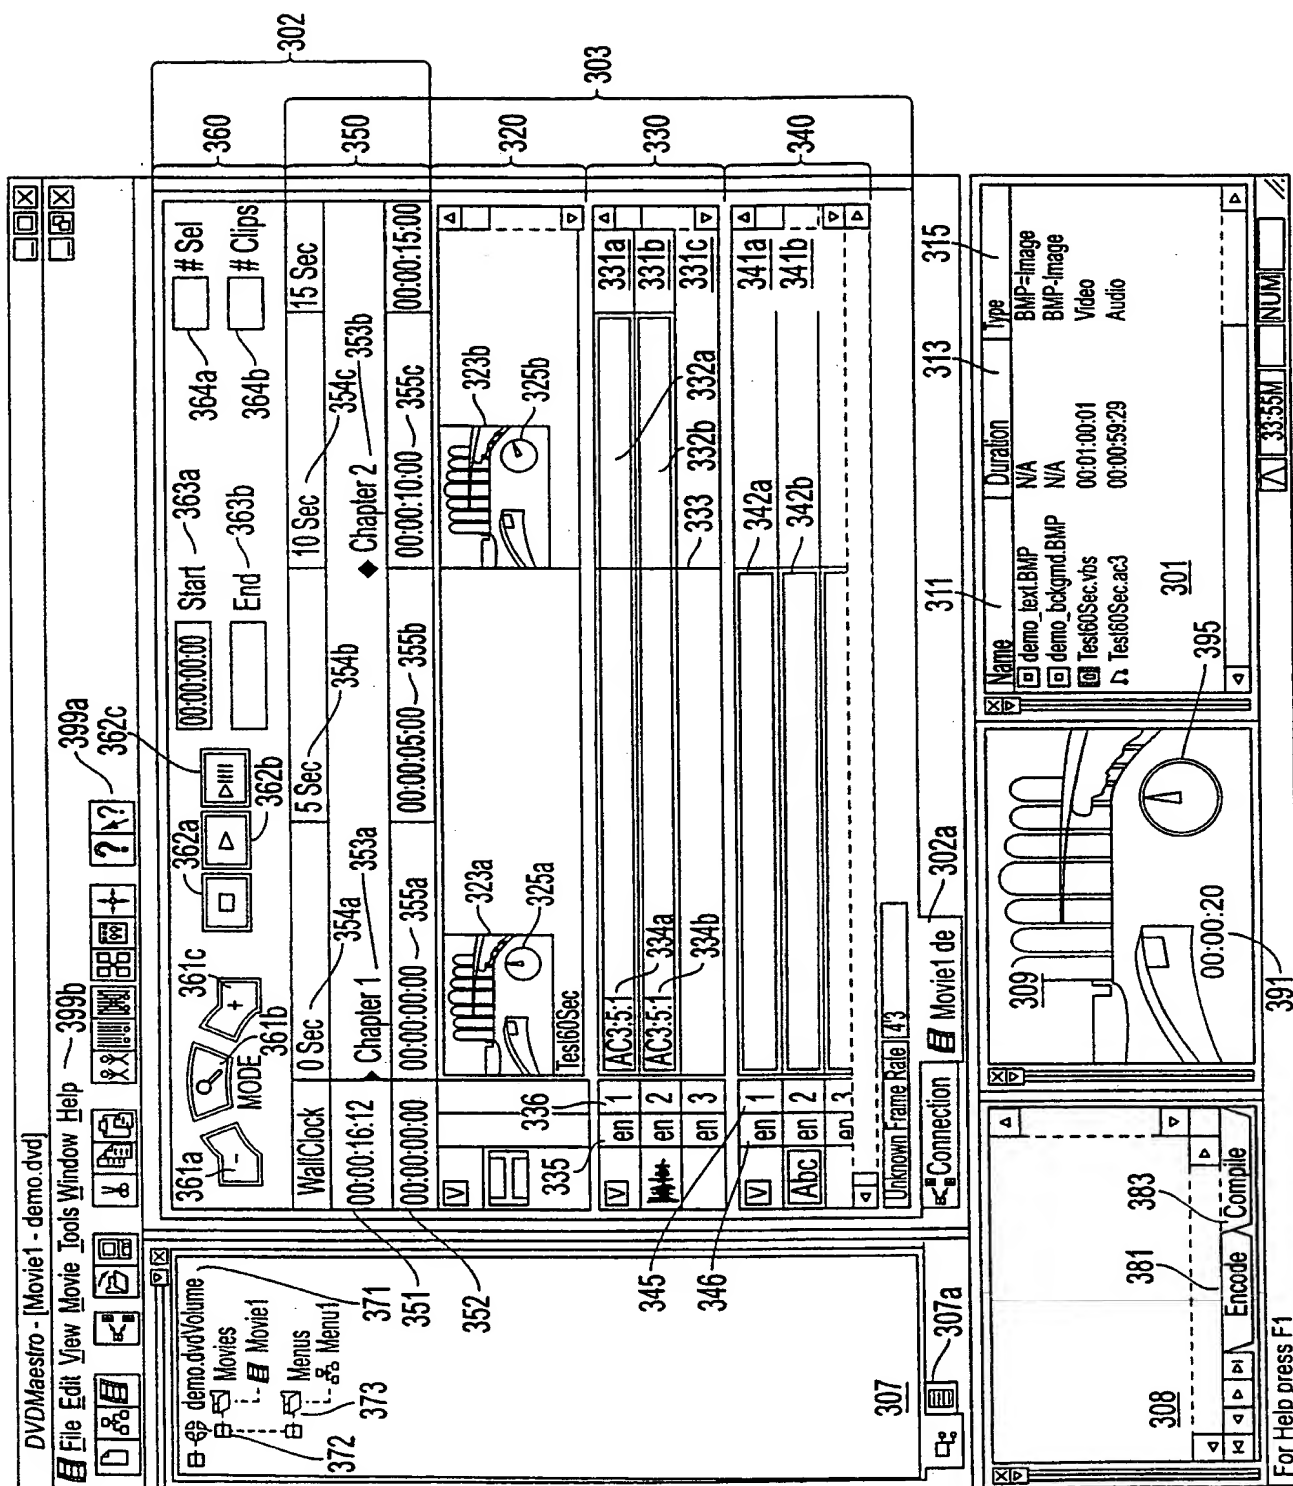 DVDMaestro - [Movie1 - demo.dvd]
File Edit View Movie Tools Window Help
399b
399a
362c
362a
362b
361a
361b
361c
MODE
00:00:00:00 Start 363a
End 363b
364a # Sel
364b # Clips
360
302
WallClock 0 Sec 354a 5 Sec 354b 10 Sec 354c 15 Sec
00:00:16:12 Chapter 1 353a Chapter 2 353b
00:00:00:00 00:00:00:00 355a 00:00:05:00 355b 00:00:10:00 355c 00:00:15:00
350
303
351
352
V
323a
325a
323b
325b
Test60Sec
320
335
336
V en 1 AC3:5:1 334a 331a
en 2 AC3:5:1 334b 331b
en 3 331c
332a
332b
333
330
345
346
V en 1 342a 341a
Abc en 2 342b 341b
en 3
340
Unknown Frame Rate 4'3
Connection Movie1 de 302a
demo.dvdVolume
371
Movies
Movie1
Menus
Menu1
372
373
307
307a
308
381
383
Encode Compile
309
00:00:20
391
395
311
313
315
Name Duration Type
demo_text.BMP N/A BMP=Image
demo_bckgrnd.BMP N/A BMP-Image
Test60Sec.vbs 00:01:00:01 Video
Test60Sec.ac3 00:00:59:29 Audio
301
For Help press F1
33:55M NUM